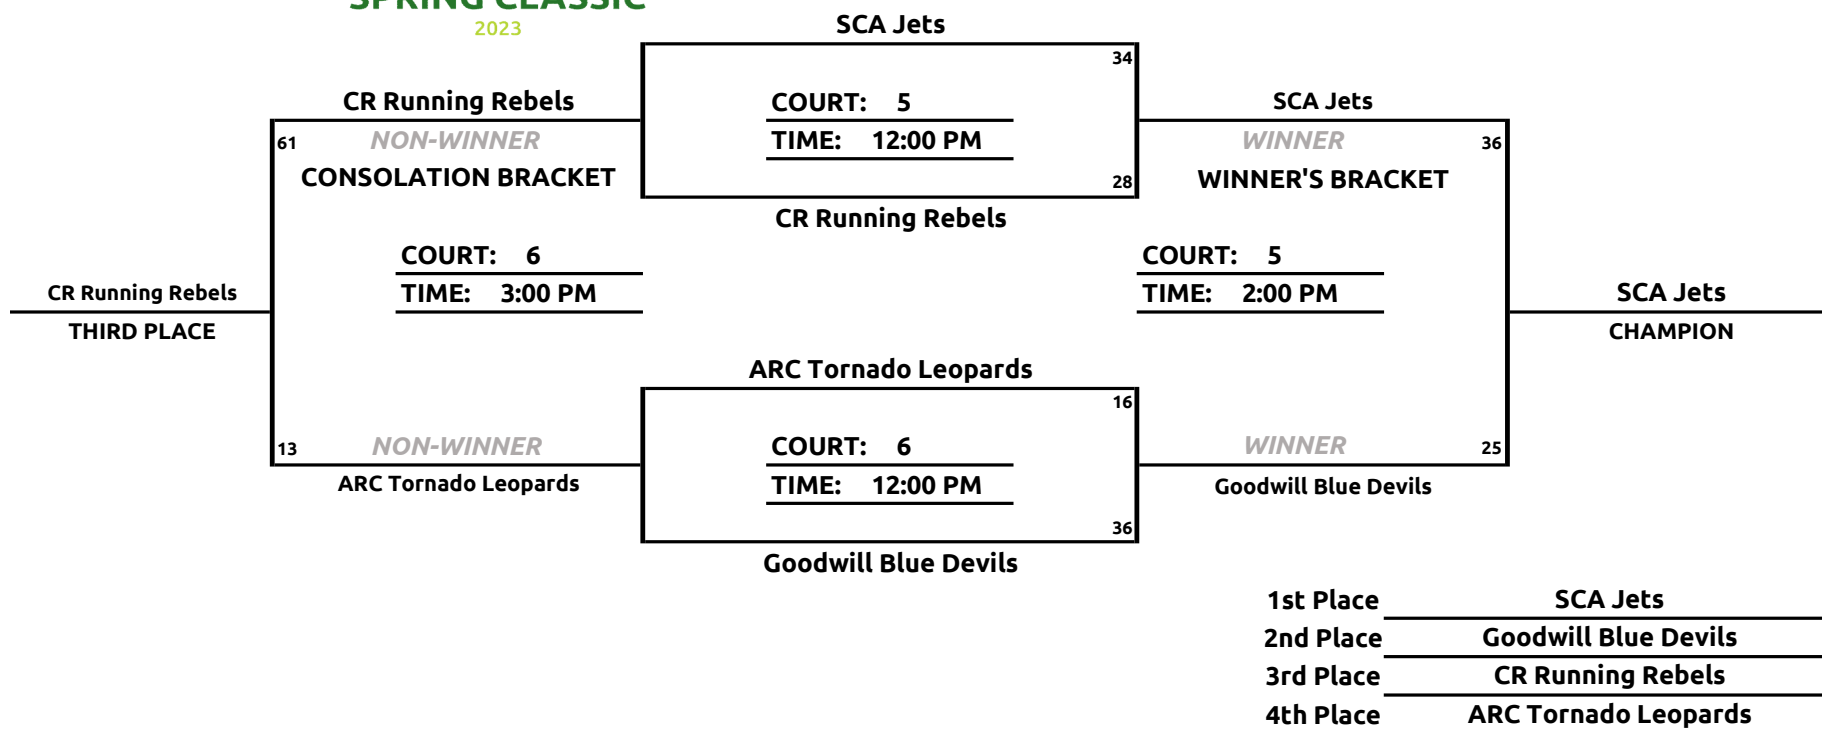 SPRING CLASSIC
2023
SCA Jets
34
CR Running Rebels
COURT: 5
SCA Jets
61
NON-WINNER
TIME: 12:00 PM
WINNER
36
CONSOLATION BRACKET
28
WINNER'S BRACKET
CR Running Rebels
COURT: 6
COURT: 5
CR Running Rebels
TIME: 3:00 PM
TIME: 2:00 PM
SCA Jets
THIRD PLACE
CHAMPION
ARC Tornado Leopards
16
13
NON-WINNER
COURT: 6
WINNER
25
ARC Tornado Leopards
TIME: 12:00 PM
Goodwill Blue Devils
36
Goodwill Blue Devils
1st Place SCA Jets
2nd Place Goodwill Blue Devils
3rd Place CR Running Rebels
4th Place ARC Tornado Leopards